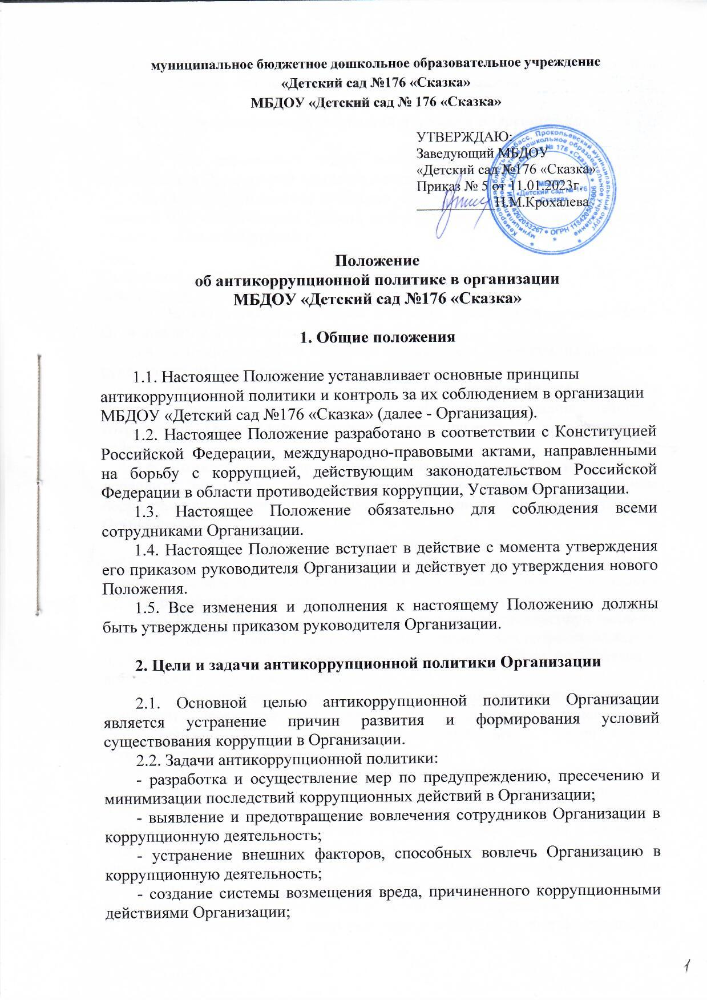 муниципальное бюджетное дошкольное образовательное учреждение
«Детский сад №176 «Сказка»
МБДОУ «Детский сад № 176 «Сказка»
УТВЕРЖДАЮ:
Заведующий МБДОУ
«Детский сад №176 «Сказка»
Приказ № 5 от 11.01.2023г.
__________Н.М.Крохалева
Прокопьевский муниципальный округ
ОГРН 1184205023606
МБДОУ
«Детский сад № 176
«Сказка»
Положение
об антикоррупционной политике в организации
МБДОУ «Детский сад №176 «Сказка»
1. Общие положения
1.1. Настоящее Положение устанавливает основные принципы
антикоррупционной политики и контроль за их соблюдением в организации
МБДОУ «Детский сад №176 «Сказка» (далее - Организация).
1.2. Настоящее Положение разработано в соответствии с Конституцией
Российской Федерации, международно-правовыми актами, направленными
на борьбу с коррупцией, действующим законодательством Российской
Федерации в области противодействия коррупции, Уставом Организации.
1.3. Настоящее Положение обязательно для соблюдения всеми
сотрудниками Организации.
1.4. Настоящее Положение вступает в действие с момента утверждения
его приказом руководителя Организации и действует до утверждения нового
Положения.
1.5. Все изменения и дополнения к настоящему Положению должны
быть утверждены приказом руководителя Организации.
2. Цели и задачи антикоррупционной политики Организации
2.1. Основной целью антикоррупционной политики Организации
является устранение причин развития и формирования условий
существования коррупции в Организации.
2.2. Задачи антикоррупционной политики:
- разработка и осуществление мер по предупреждению, пресечению и
минимизации последствий коррупционных действий в Организации;
- выявление и предотвращение вовлечения сотрудников Организации в
коррупционную деятельность;
- устранение внешних факторов, способных вовлечь Организацию в
коррупционную деятельность;
- создание системы возмещения вреда, причиненного коррупционными
действиями Организации;
1